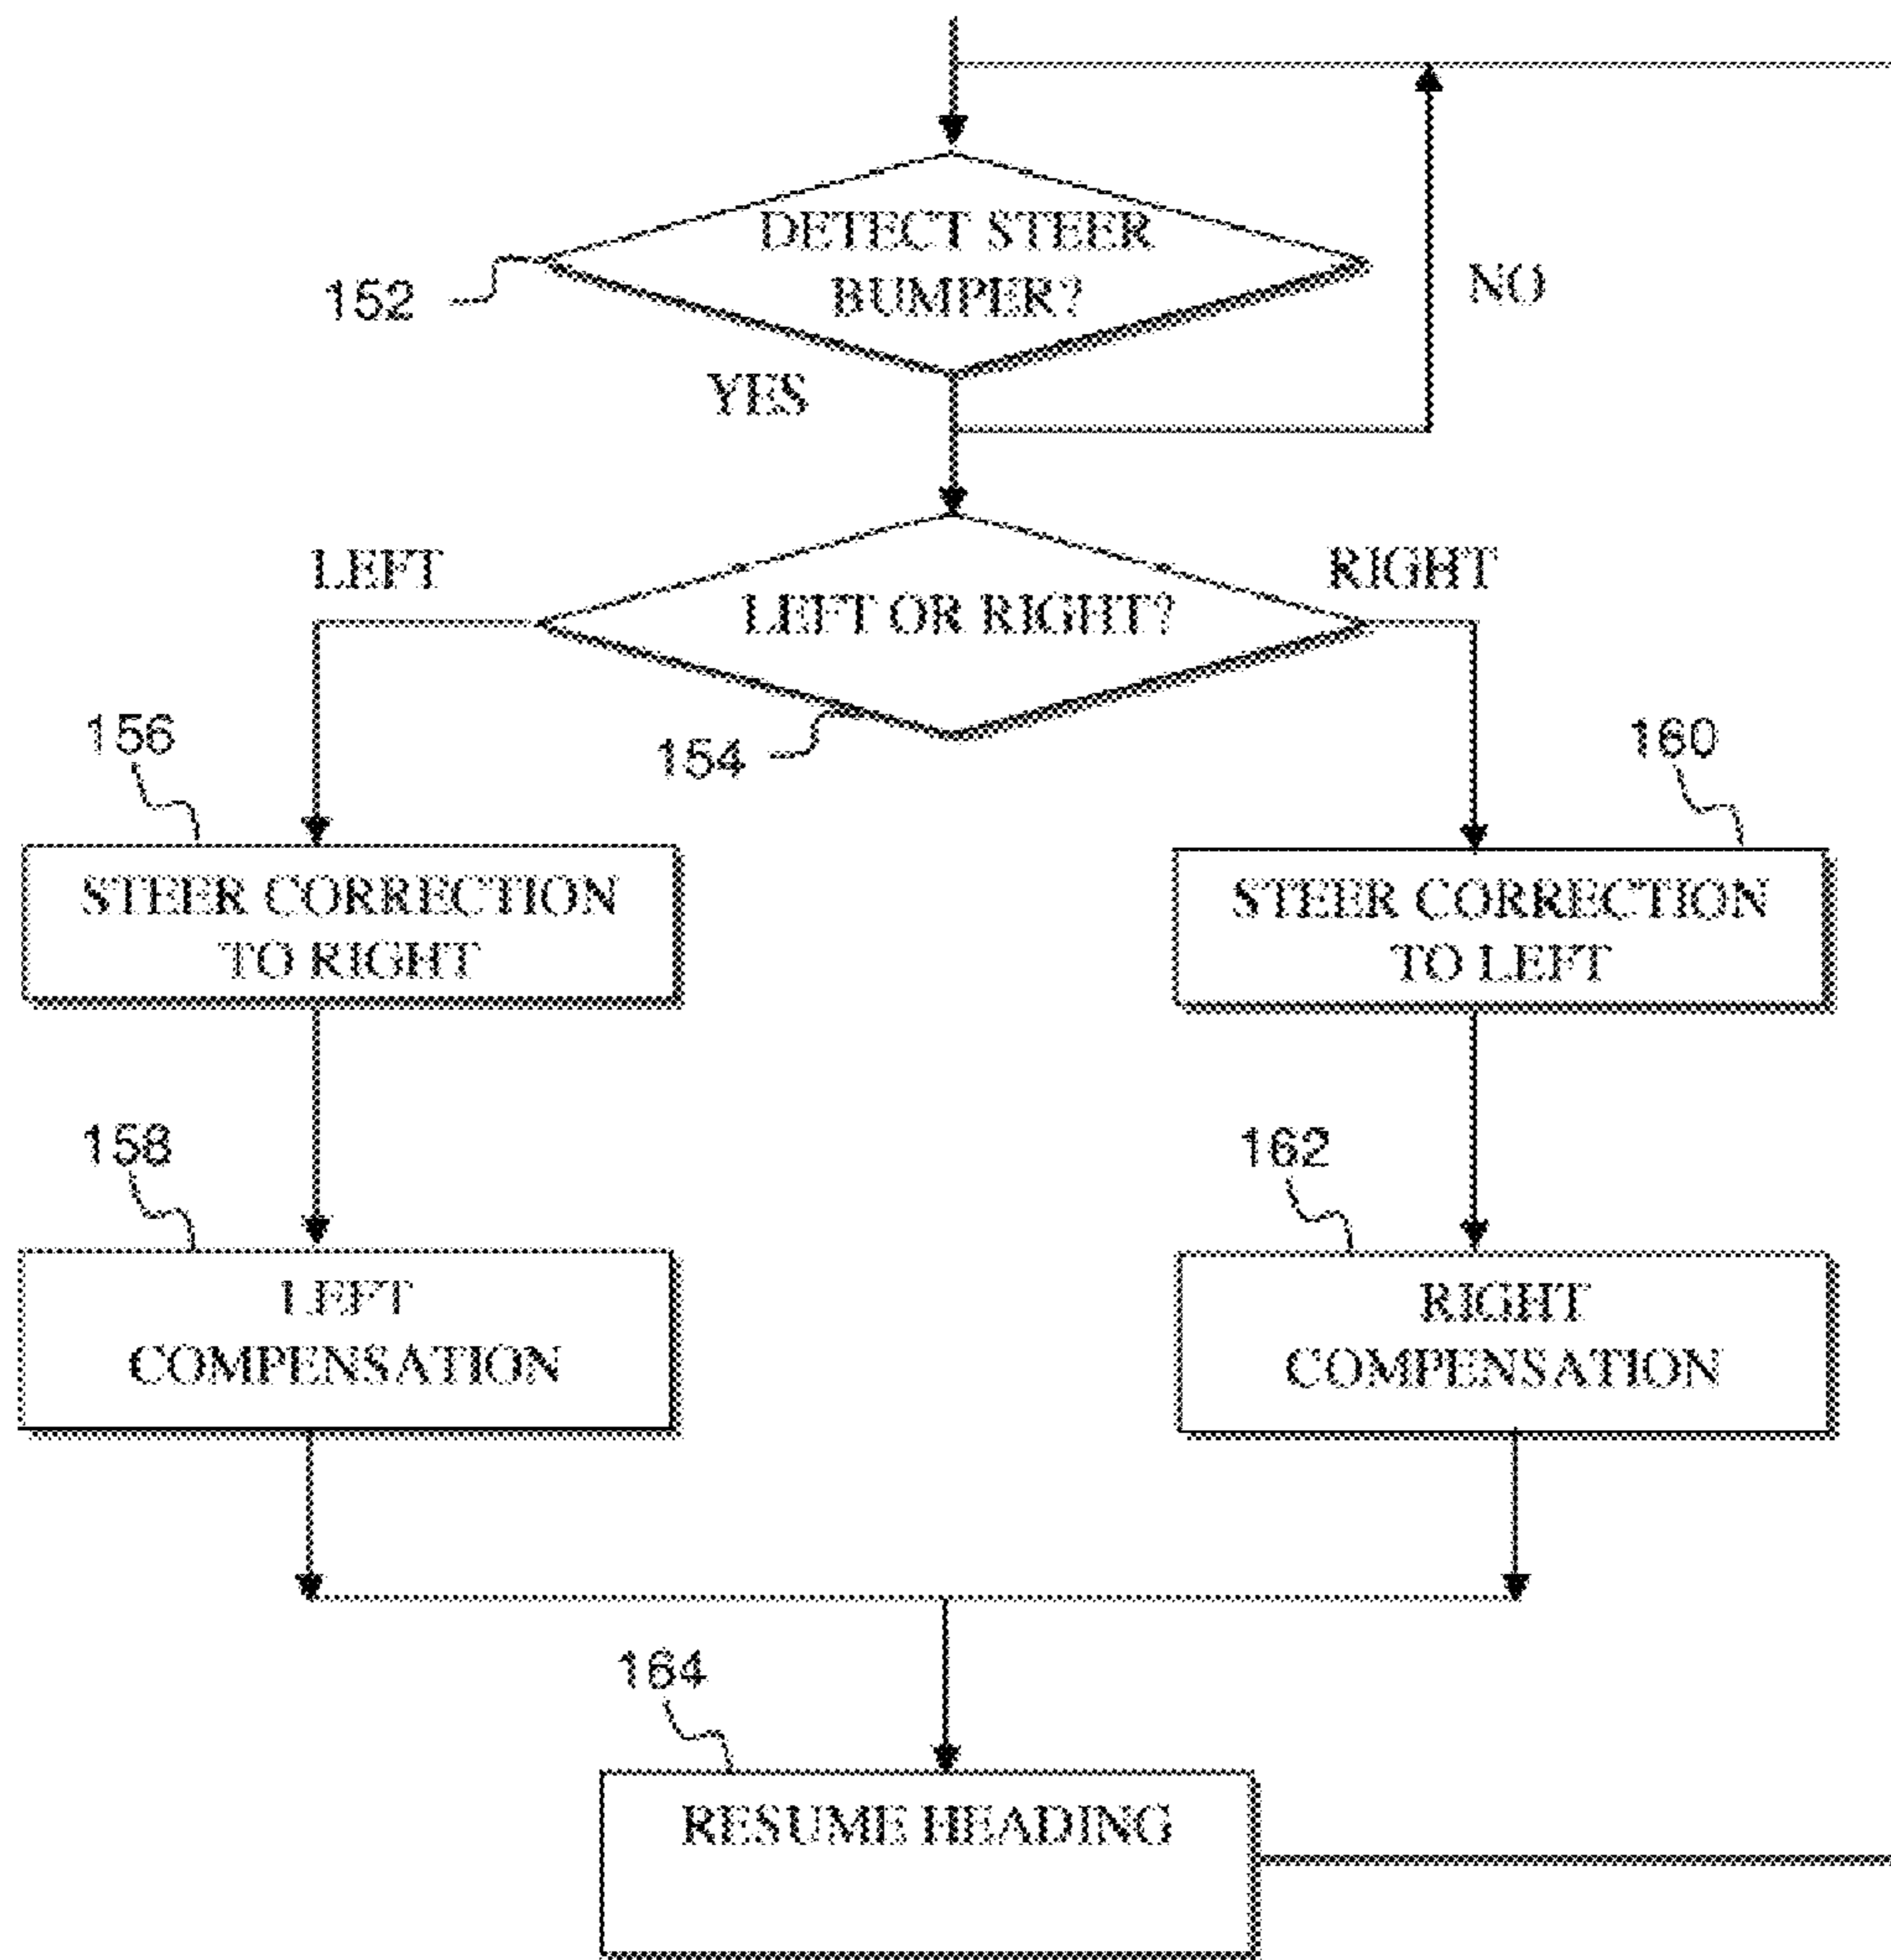 DETECT STEER
BUMPER?
152
NO
YES
LEFT
RIGHT
LEFT OR RIGHT?
154
156
160
STEER CORRECTION
TO RIGHT
STEER CORRECTION
TO LEFT
158
162
LEFT
COMPENSATION
RIGHT
COMPENSATION
164
RESUME HEADING